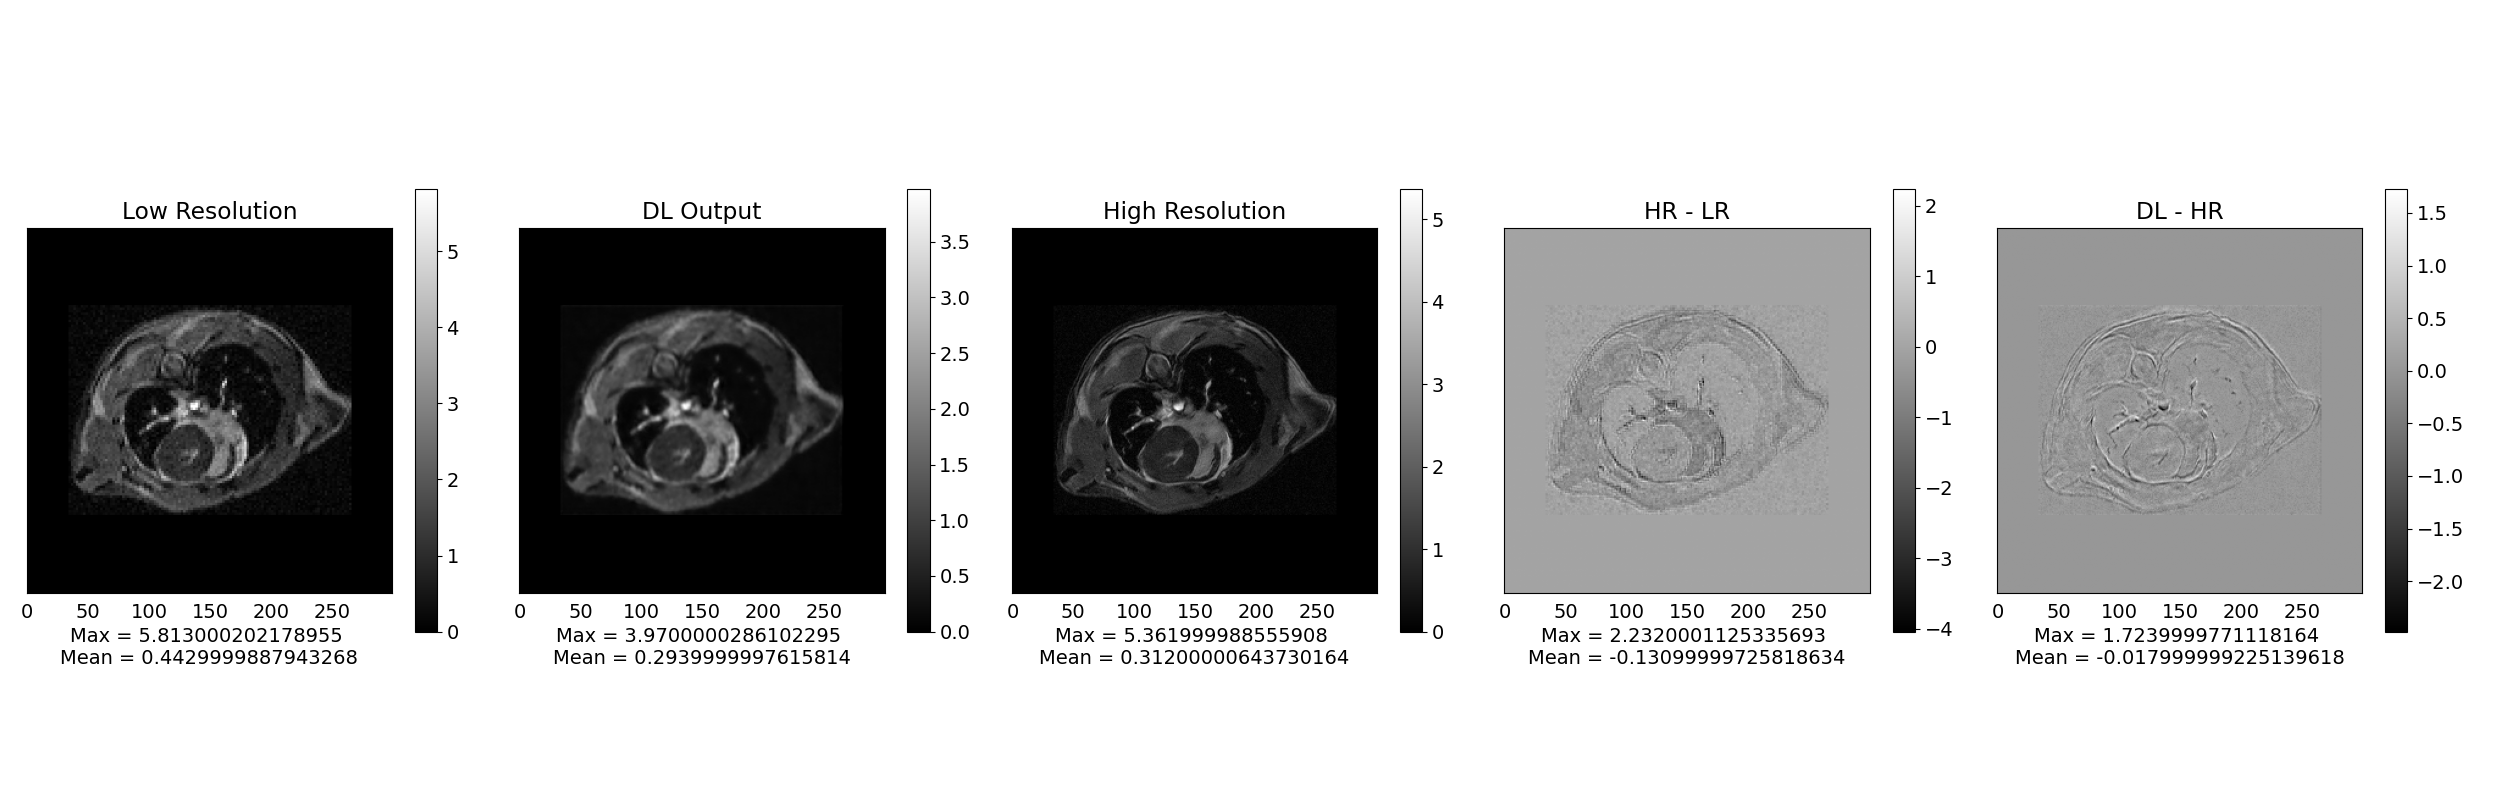 Low Resolution
5
4
3
2
1
0
0 50 100 150 200 250
Max = 5.813000202178955
Mean = 0.4429999887943268
DL Output
3.5
3.0
2.5
2.0
1.5
1.0
0.5
0.0
0 50 100 150 200 250
Max = 3.9700000286102295
Mean = 0.2939999997615814
High Resolution
5
4
3
2
1
0
0 50 100 150 200 250
Max = 5.361999988555908
Mean = 0.31200000643730164
HR - LR
2
1
0
−1
−2
−3
−4
0 50 100 150 200 250
Max = 2.2320001125335693
Mean = -0.13099999725818634
DL - HR
1.5
1.0
0.5
0.0
−0.5
−1.0
−1.5
−2.0
0 50 100 150 200 250
Max = 1.7239999771118164
Mean = -0.017999999225139618